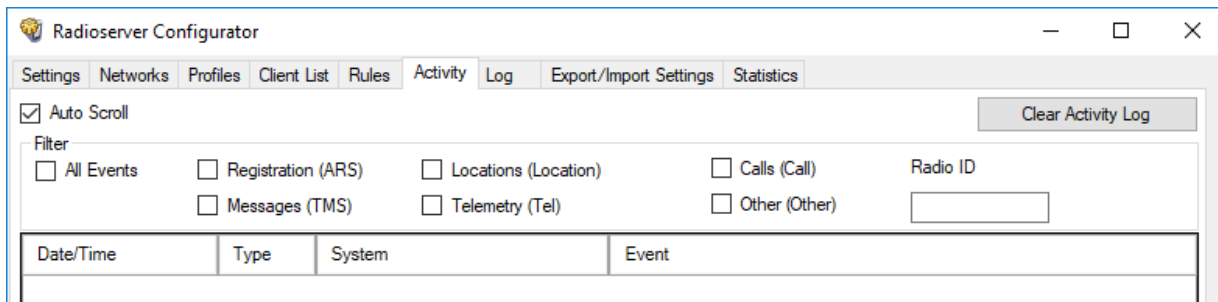 Radioserver Configurator
Settings Networks Profiles Client List Rules Activity Log Export/Import Settings Statistics
Auto Scroll Clear Activity Log
Filter
All Events Registration (ARS) Locations (Location) Calls (Call) Radio ID
Messages (TMS) Telemetry (Tel) Other (Other)
Date/Time Type System Event